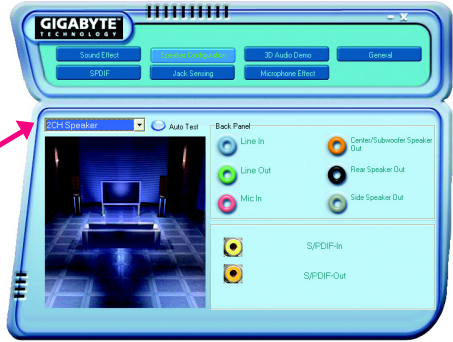 GIGABYTE™
TECHNOLOGY
– X
Sound Effect
Speaker Configuration
3D Audio Demo
General
SPDIF
Jack Sensing
Microphone Effect
2CH Speaker
Auto Test
Back Panel
Line In
Center/Subwoofer Speaker
Out
Line Out
Rear Speaker Out
Mic In
Side Speaker Out
S/PDIF-In
S/PDIF-Out